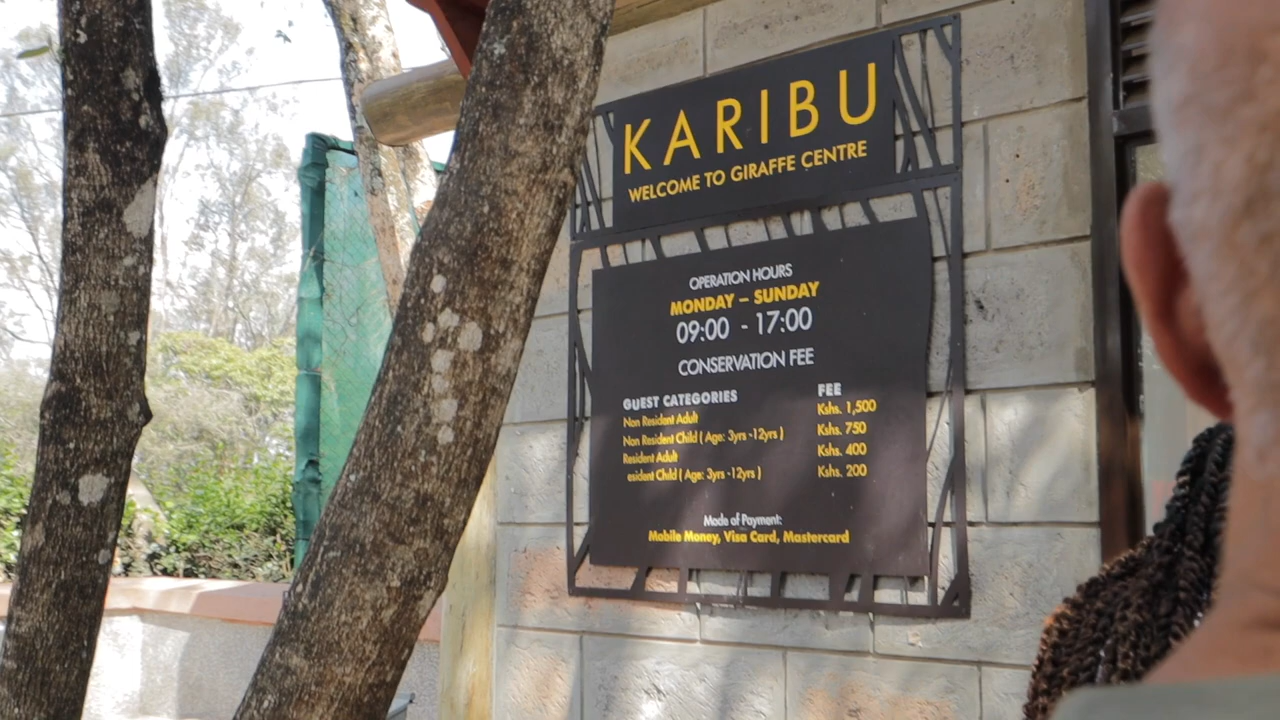 KARIBU
WELCOME TO GIRAFFE CENTRE
OPERATION HOURS
MONDAY – SUNDAY
09:00 - 17:00
CONSERVATION FEE
GUEST CATEGORIES FEE
Non Resident Adult Kshs. 1,500
Non Resident Child ( Age: 3yrs -12yrs ) Kshs. 750
Resident Adult Kshs. 400
esident Child ( Age: 3yrs -12yrs ) Kshs. 200
Mode of Payment:
Mobile Money, Visa Card, Mastercard